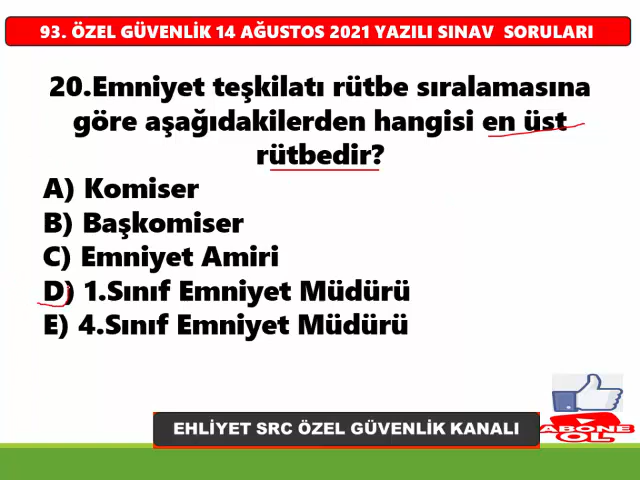 93. ÖZEL GÜVENLİK 14 AĞUSTOS 2021 YAZILI SINAV SORULARI
20.Emniyet teşkilatı rütbe sıralamasına
göre aşağıdakilerden hangisi en üst
rütbedir?
A) Komiser
B) Başkomiser
C) Emniyet Amiri
D) 1.Sınıf Emniyet Müdürü
E) 4.Sınıf Emniyet Müdürü
EHLİYET SRC ÖZEL GÜVENLİK KANALI
ABONE
OL